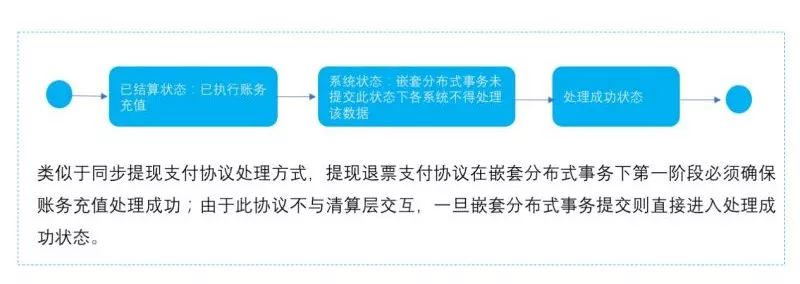 已结算状态：已执行账务
充值
系统状态：嵌套分布式事务未
提交此状态下各系统不得处理
该数据
处理成功状态
类似于同步提现支付协议处理方式，提现退票支付协议在嵌套分布式事务下第一阶段必须确保
账务充值处理成功；由于此协议不与清算层交互，一旦嵌套分布式事务提交则直接进入处理成
功状态。